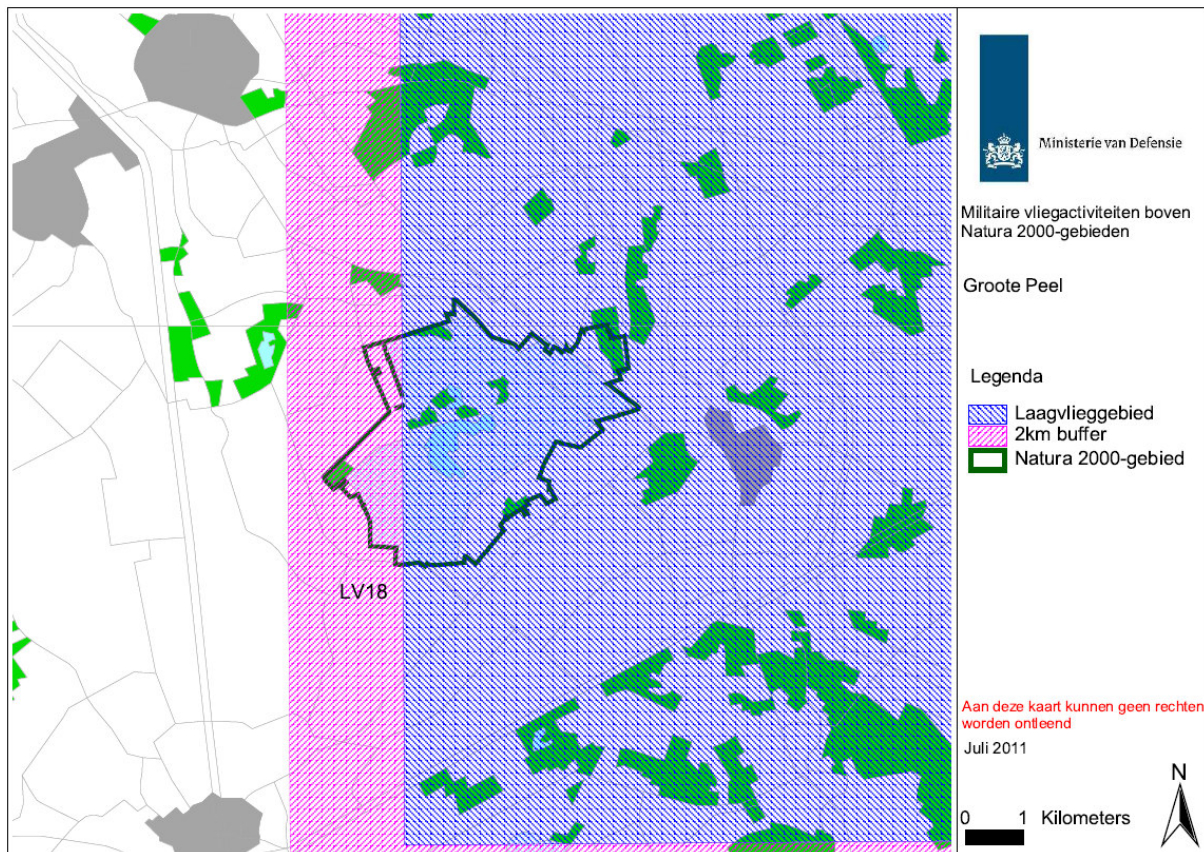 Ministerie van Defensie
Militaire vliegactiviteiten boven
Natura 2000-gebieden
Groote Peel
Legenda
Laagvlieggebied
2km buffer
Natura 2000-gebied
LV18
Aan deze kaart kunnen geen rechten
worden ontleend
Juli 2011
N
0 1 Kilometers